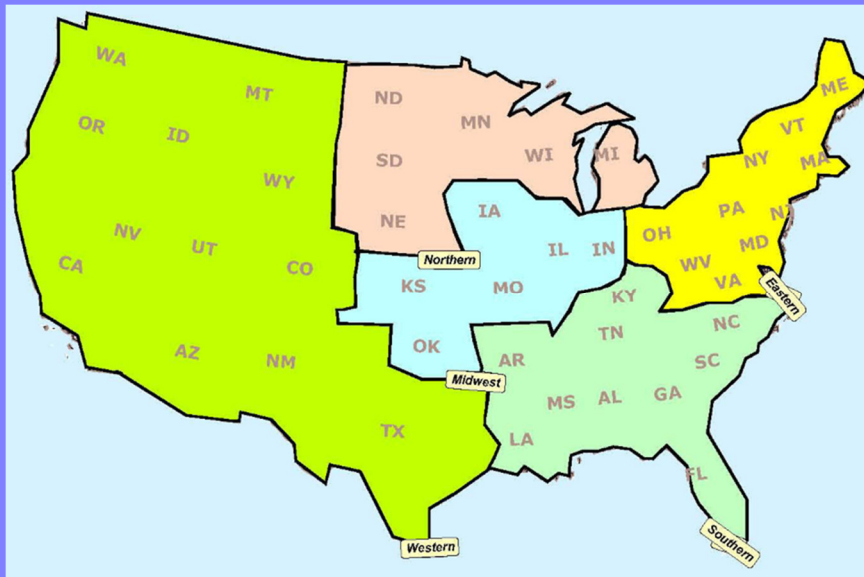 WA
MT
ND
MN
ME
OR
ID
VT
SD
WI
MI
NY
MA
WY
NE
IA
PA
NJ
NV
UT
CA
CO
IL
IN
OH
MD
WV
VA
Northern
KS
MO
KY
Eastern
OK
TN
NC
AZ
NM
AR
SC
Midwest
MS
AL
GA
TX
LA
FL
Western
Southern